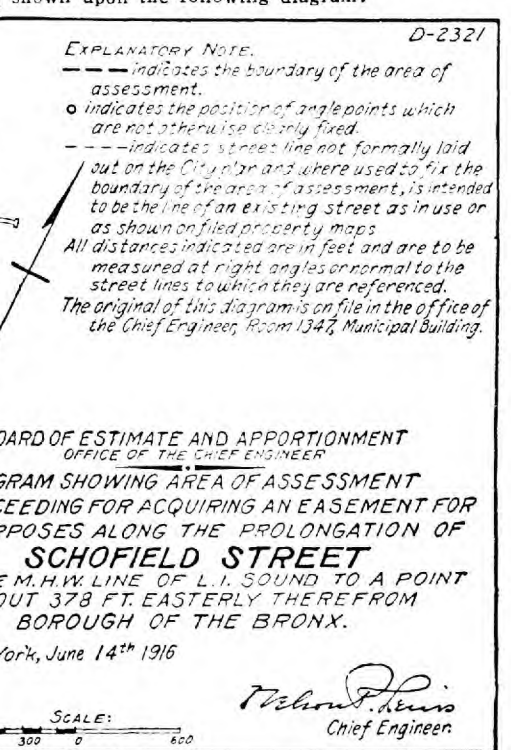 shown upon the following diagram:
D-2321
EXPLANATORY NOTE.
— — — indicates the boundary of the area of
assessment.
o indicates the position of angle points which
are not otherwise clearly fixed.
- - - - indicates street line not formally laid
out on the City plan and where used to fix the
boundary of the area of assessment, is intended
to be the line of an existing street as in use or
as shown on filed property maps
All distances indicated are in feet and are to be
measured at right angles or normal to the
street lines to which they are referenced.
The original of this diagram is on file in the office of
the Chief Engineer, Room 1347, Municipal Building.
OARD OF ESTIMATE AND APPORTIONMENT
OFFICE OF THE CHIEF ENGINEER
GRAM SHOWING AREA OF ASSESSMENT
CEEDING FOR ACQUIRING AN EASEMENT FOR
RPOSES ALONG THE PROLONGATION OF
SCHOFIELD STREET
E M.H.W. LINE OF L.I. SOUND TO A POINT
OUT 378 FT. EASTERLY THEREFROM
BOROUGH OF THE BRONX.
York, June 14th 1916
Nelson P. Lewis
Chief Engineer.
SCALE:
300 0 600